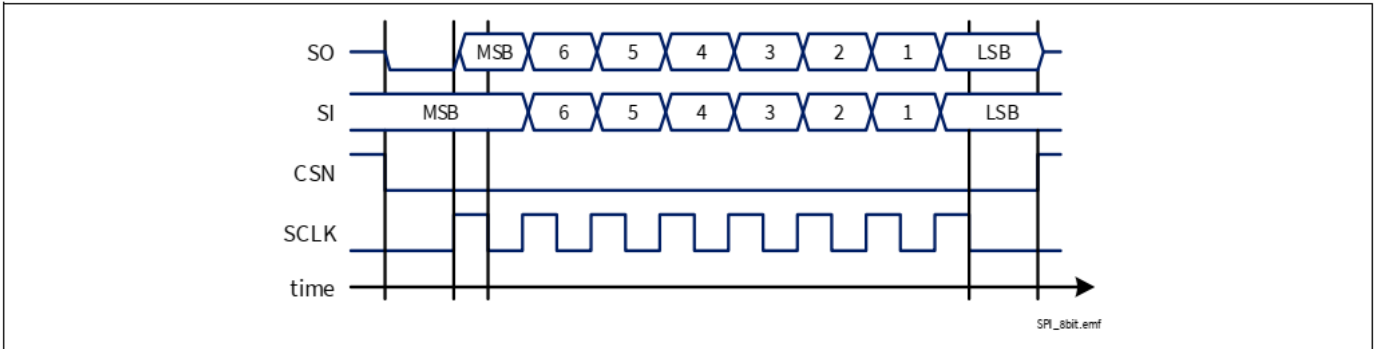 SO MSB 6 5 4 3 2 1 LSB
SI MSB 6 5 4 3 2 1 LSB
CSN
SCLK
time
SPI_8bit.emf